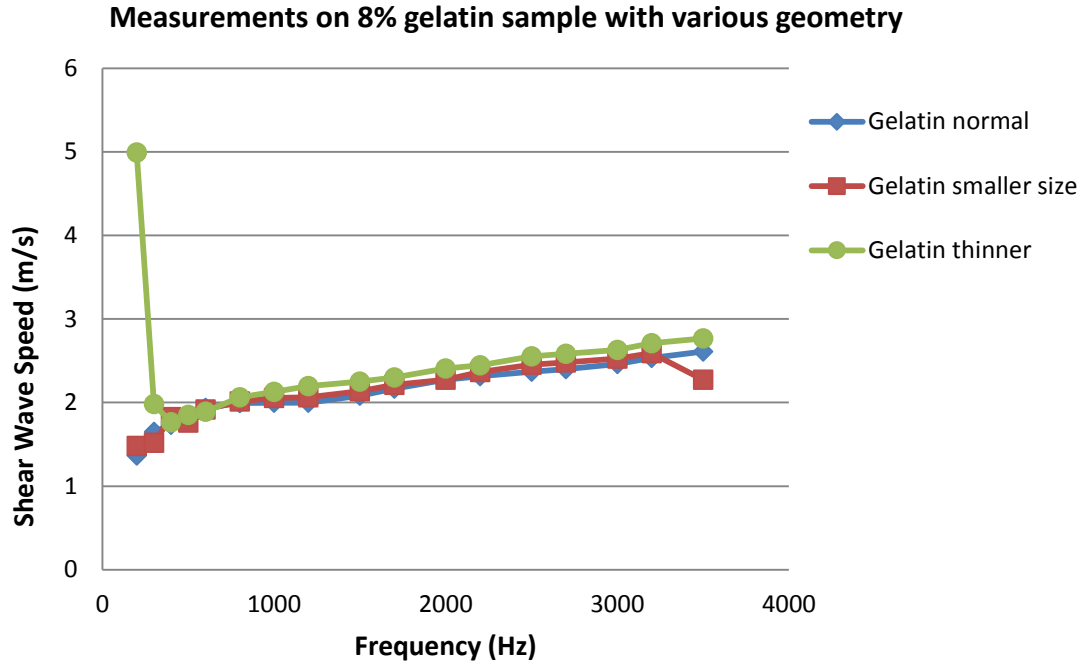 Measurements on 8% gelatin sample with various geometry
6
5
4
3
2
1
0
Shear Wave Speed (m/s)
0 1000 2000 3000 4000
Frequency (Hz)
Gelatin normal
Gelatin smaller size
Gelatin thinner